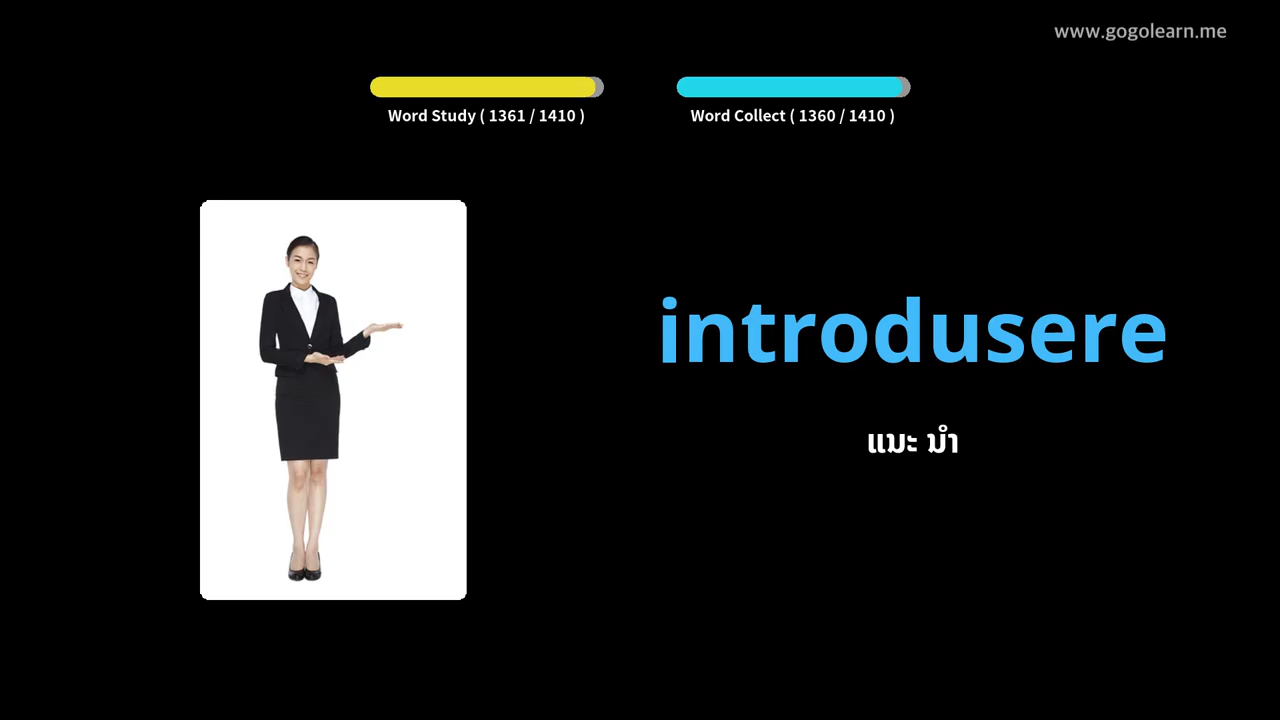 www.gogolearn.me
Word Study ( 1361 / 1410 )
Word Collect ( 1360 / 1410 )
introdusere
ແນະ ນຳ